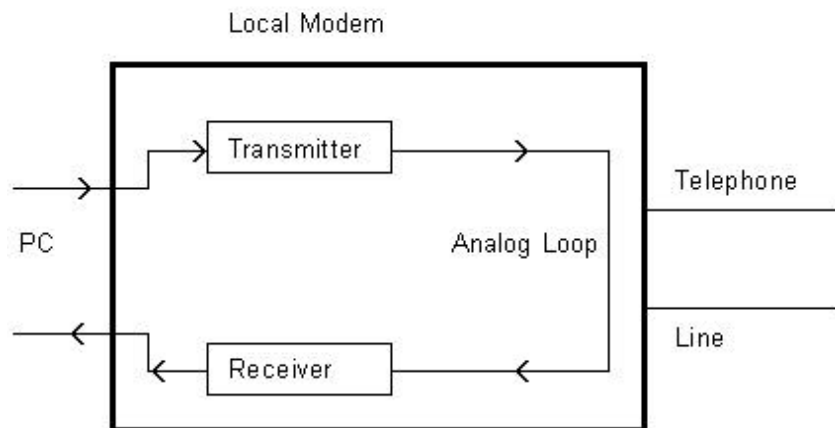 Local Modem
Transmitter
Telephone
PC
Analog Loop
Receiver
Line